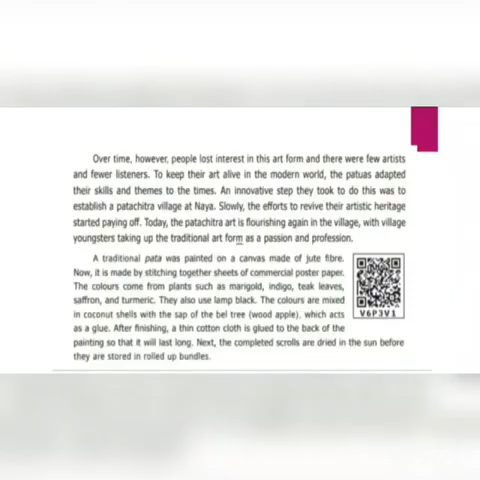 Over time, however, people lost interest in this art form and there were few artists
and fewer listeners. To keep their art alive in the modern world, the patuas adapted
their skills and themes to the times. An innovative step they took to do this was to
establish a patachitra village at Naya. Slowly, the efforts to revive their artistic heritage
started paying off. Today, the patachitra art is flourishing again in the village, with village
youngsters taking up the traditional art form as a passion and profession.
A traditional pata was painted on a canvas made of jute fibre.
Now, it is made by stitching together sheets of commercial poster paper.
The colours come from plants such as marigold, indigo, teak leaves,
saffron, and turmeric. They also use lamp black. The colours are mixed
in coconut shells with the sap of the bel tree (wood apple), which acts
as a glue. After finishing, a thin cotton cloth is glued to the back of the
painting so that it will last long. Next, the completed scrolls are dried in the sun before
they are stored in rolled up bundles.
V6P3V1